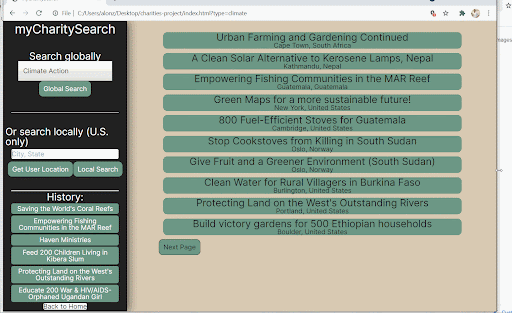 C:/Users/alonz/Desktop/charities-project/index.html?type=climate
myCharitySearch
Search globally
Climate Action
Global Search
Or search locally (U.S.
only)
City, State
Get User Location
Local Search
History:
Saving the World's Coral Reefs
Empowering Fishing
Communities in the MAR Reef
Haven Ministries
Feed 200 Children Living in
Kibera Slum
Protecting Land on the West's
Outstanding Rivers
Educate 200 War & HIV/AIDS-
Orphaned Ugandan Girl
Back to Home
Urban Farming and Gardening Continued
Cape Town, South Africa
A Clean Solar Alternative to Kerosene Lamps, Nepal
Kathmandu, Nepal
Empowering Fishing Communities in the MAR Reef
Guatemala, Guatemala
Green Maps for a more sustainable future!
New York, United States
800 Fuel-Efficient Stoves for Guatemala
Cambridge, United States
Stop Cookstoves from Killing in South Sudan
Oslo, Norway
Give Fruit and a Greener Environment (South Sudan)
Oslo, Norway
Clean Water for Rural Villagers in Burkina Faso
Burlington, United States
Protecting Land on the West's Outstanding Rivers
Portland, United States
Build victory gardens for 500 Ethiopian households
Boulder, United States
Next Page